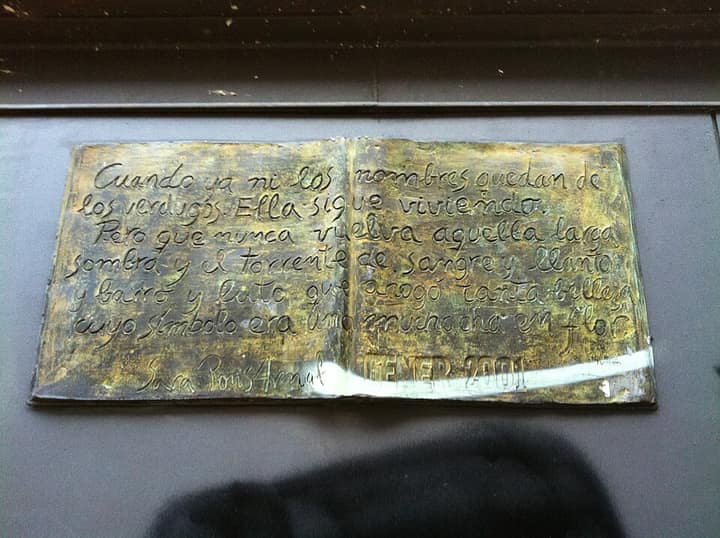 Cuando ya ni los nombres quedan de
los verdugos. Ella sigue viviendo.
Pero que nunca vuelva aquella larga
sombra y el torrente de sangre y llanto
y barro y luto que ahogó tanta belleza
cuyo símbolo era una muchacha en flor
Sara Pons Arnal GENER 2001